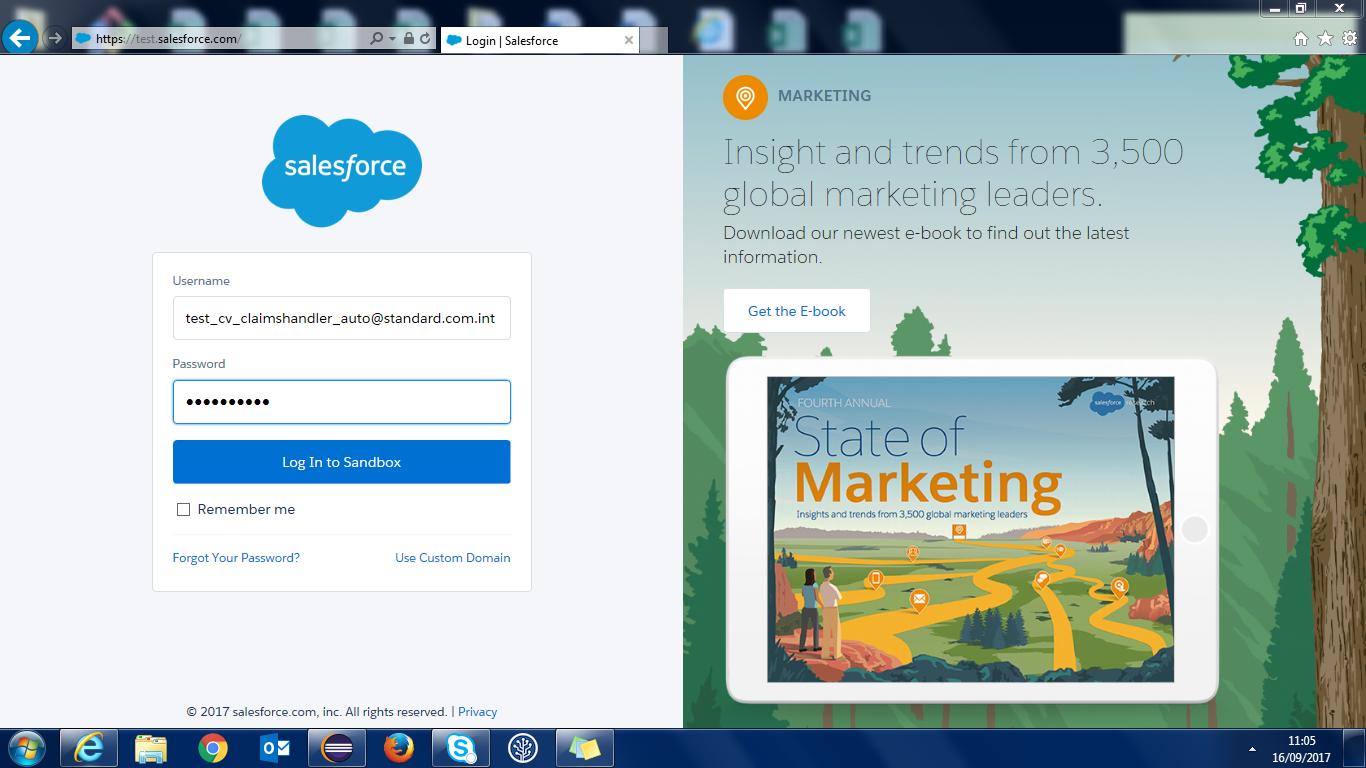 https://test.salesforce.com/
Login | Salesforce
salesforce
Username
test_cv_claimshandler_auto@standard.com.int
Password
Log In to Sandbox
Remember me
Forgot Your Password?
Use Custom Domain
© 2017 salesforce.com, inc. All rights reserved. | Privacy
MARKETING
Insight and trends from 3,500
global marketing leaders.
Download our newest e-book to find out the latest
information.
Get the E-book
FOURTH ANNUAL
salesforce research
State of
Marketing
Insights and trends from 3,500 global marketing leaders
11:05
16/09/2017